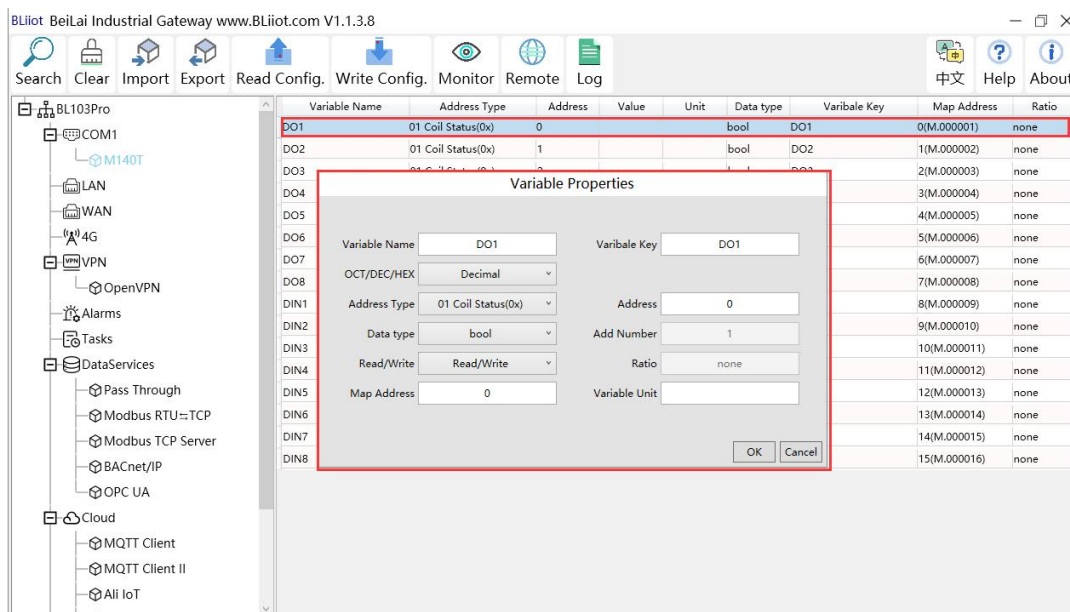 BLiiot BeiLai Industrial Gateway www.BLiiot.com V1.1.3.8
Search Clear Import Export Read Config. Write Config. Monitor Remote Log 中文 Help About
BL103Pro
COM1
M140T
LAN
WAN
4G
VPN
OpenVPN
Alarms
Tasks
DataServices
Pass Through
Modbus RTU⇆TCP
Modbus TCP Server
BACnet/IP
OPC UA
Cloud
MQTT Client
MQTT Client II
Ali IoT
Variable Name Address Type Address Value Unit Data type Varibale Key Map Address Ratio
DO1 01 Coil Status(0x) 0 bool DO1 0(M.000001) none
DO2 01 Coil Status(0x) 1 bool DO2 1(M.000002) none
DO3 2(M.000003) none
DO4 3(M.000004) none
DO5 4(M.000005) none
DO6 5(M.000006) none
DO7 6(M.000007) none
DO8 7(M.000008) none
DIN1 8(M.000009) none
DIN2 9(M.000010) none
DIN3 10(M.000011) none
DIN4 11(M.000012) none
DIN5 12(M.000013) none
DIN6 13(M.000014) none
DIN7 14(M.000015) none
DIN8 15(M.000016) none
Variable Properties
Variable Name DO1 Varibale Key DO1
OCT/DEC/HEX Decimal
Address Type 01 Coil Status(0x) Address 0
Data type bool Add Number 1
Read/Write Read/Write Ratio none
Map Address 0 Variable Unit
OK Cancel